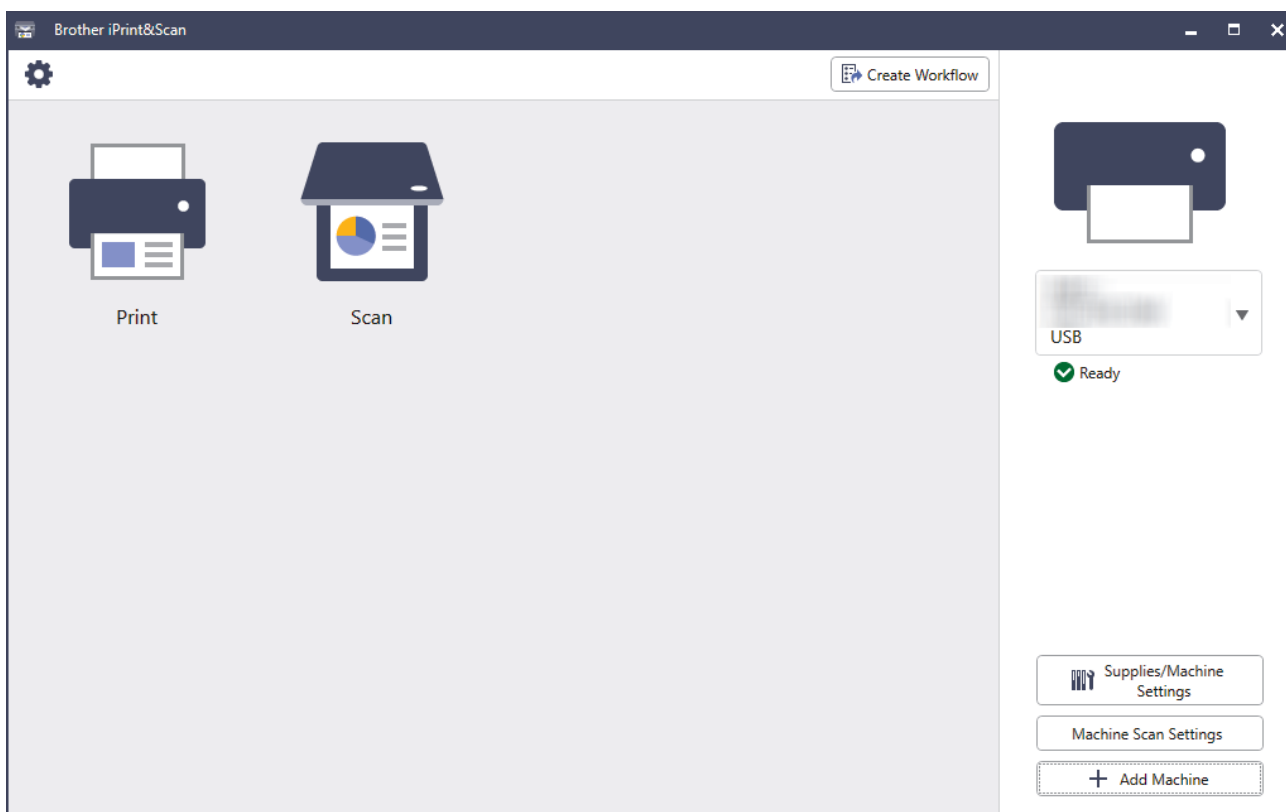 Brother iPrint&Scan
Create Workflow
Print
Scan
USB
Ready
Supplies/Machine
Settings
Machine Scan Settings
Add Machine